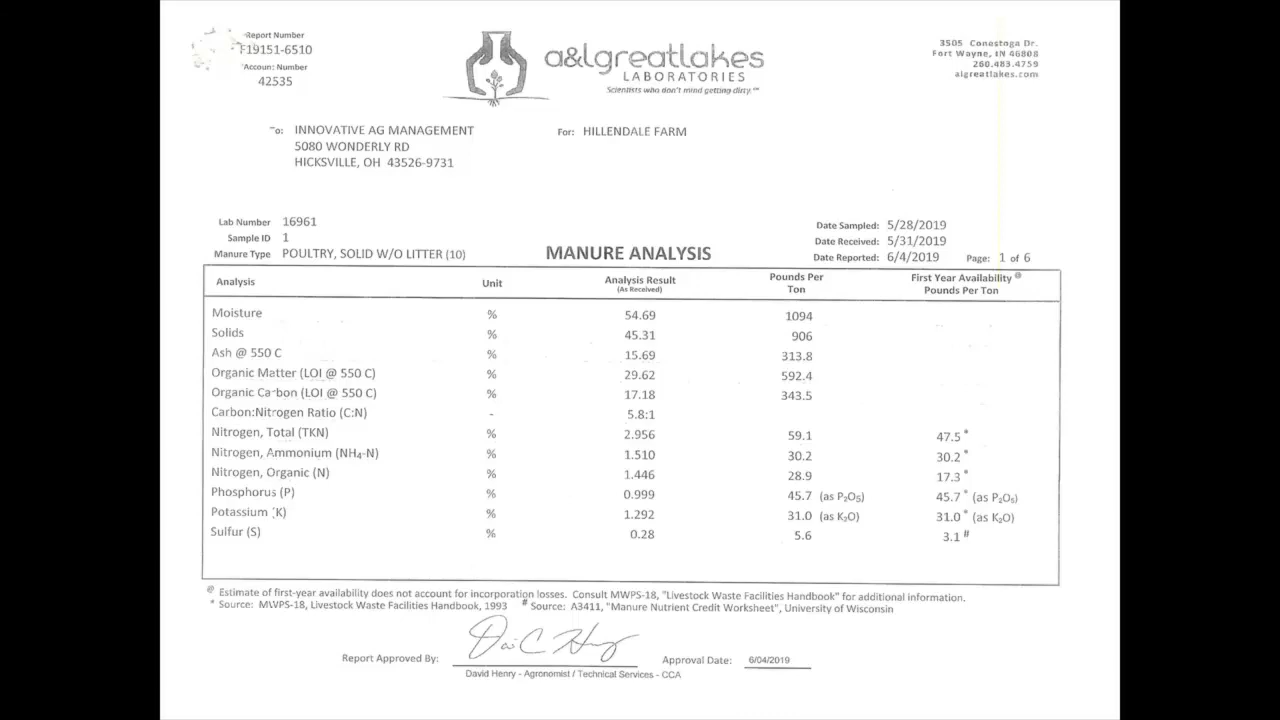 Report Number
F19151-6510
Account Number
42535
a&lgreatlakes
LABORATORIES
Scientists who don't mind getting dirty.℠
3505 Conestoga Dr.
Fort Wayne, IN 46808
260.483.4759
algreatlakes.com
To: INNOVATIVE AG MANAGEMENT
5080 WONDERLY RD
HICKSVILLE, OH 43526-9731
For: HILLENDALE FARM
Lab Number 16961
Sample ID 1
Manure Type POULTRY, SOLID W/O LITTER (10)
MANURE ANALYSIS
Date Sampled: 5/28/2019
Date Received: 5/31/2019
Date Reported: 6/4/2019 Page: 1 of 6
Analysis Unit Analysis Result (As Received) Pounds Per Ton First Year Availability @ Pounds Per Ton
Moisture % 54.69 1094
Solids % 45.31 906
Ash @ 550 C % 15.69 313.8
Organic Matter (LOI @ 550 C) % 29.62 592.4
Organic Carbon (LOI @ 550 C) % 17.18 343.5
Carbon:Nitrogen Ratio (C:N) - 5.8:1
Nitrogen, Total (TKN) % 2.956 59.1 47.5 *
Nitrogen, Ammonium (NH₄-N) % 1.510 30.2 30.2 *
Nitrogen, Organic (N) % 1.446 28.9 17.3 *
Phosphorus (P) % 0.999 45.7 (as P₂O₅) 45.7 * (as P₂O₅)
Potassium (K) % 1.292 31.0 (as K₂O) 31.0 * (as K₂O)
Sulfur (S) % 0.28 5.6 3.1 #
@ Estimate of first-year availability does not account for incorporation losses. Consult MWPS-18, "Livestock Waste Facilities Handbook" for additional information.
* Source: MWPS-18, Livestock Waste Facilities Handbook, 1993 # Source: A3411, "Manure Nutrient Credit Worksheet", University of Wisconsin
Report Approved By: Approval Date: 6/04/2019
David Henry - Agronomist / Technical Services - CCA